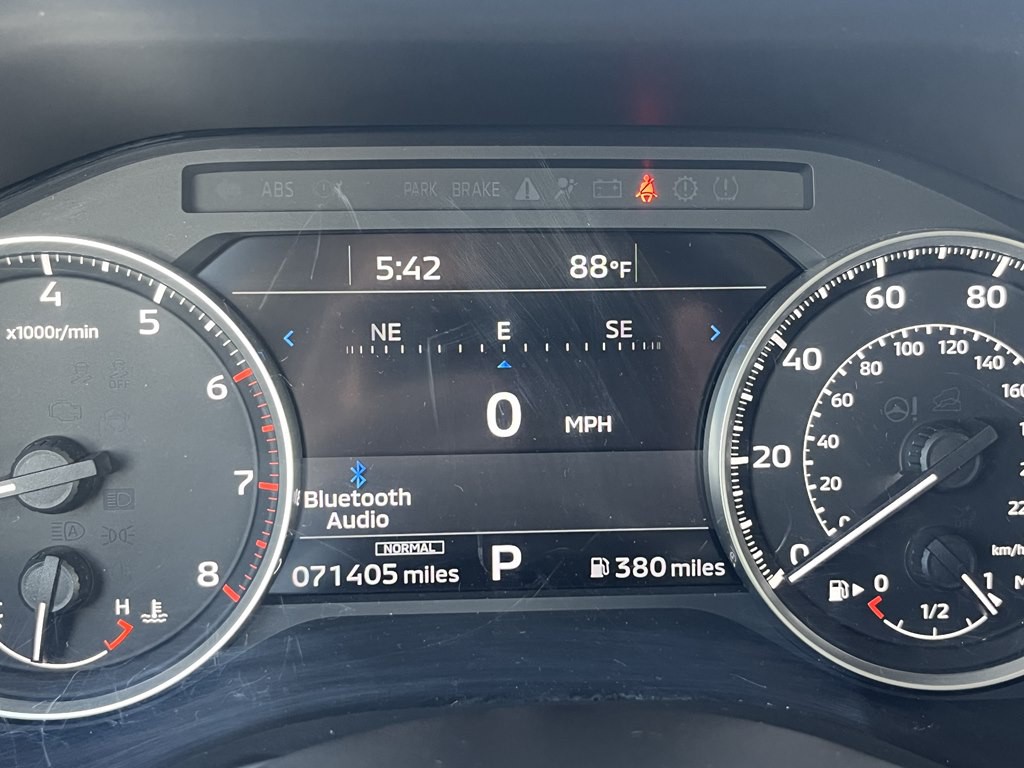 ABS PARK BRAKE
5:42 88°F
NE E SE
0 MPH
Bluetooth
Audio
NORMAL
071405 miles P 380 miles
4
5
x1000r/min
6
7
8
H
0
20
40
60
80
0
20
40
60
80
100
120
140
160
km/h
0
1/2
1